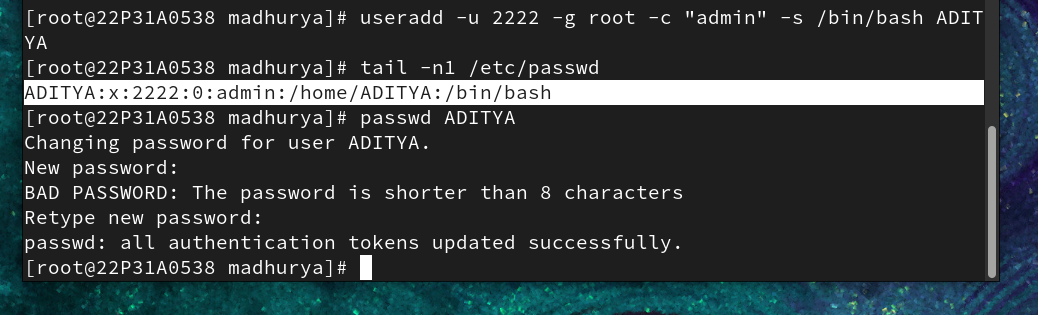 [root@22P31A0538 madhurya]# useradd -u 2222 -g root -c "admin" -s /bin/bash ADIT
YA
[root@22P31A0538 madhurya]# tail -n1 /etc/passwd
ADITYA:x:2222:0:admin:/home/ADITYA:/bin/bash
[root@22P31A0538 madhurya]# passwd ADITYA
Changing password for user ADITYA.
New password:
BAD PASSWORD: The password is shorter than 8 characters
Retype new password:
passwd: all authentication tokens updated successfully.
[root@22P31A0538 madhurya]#